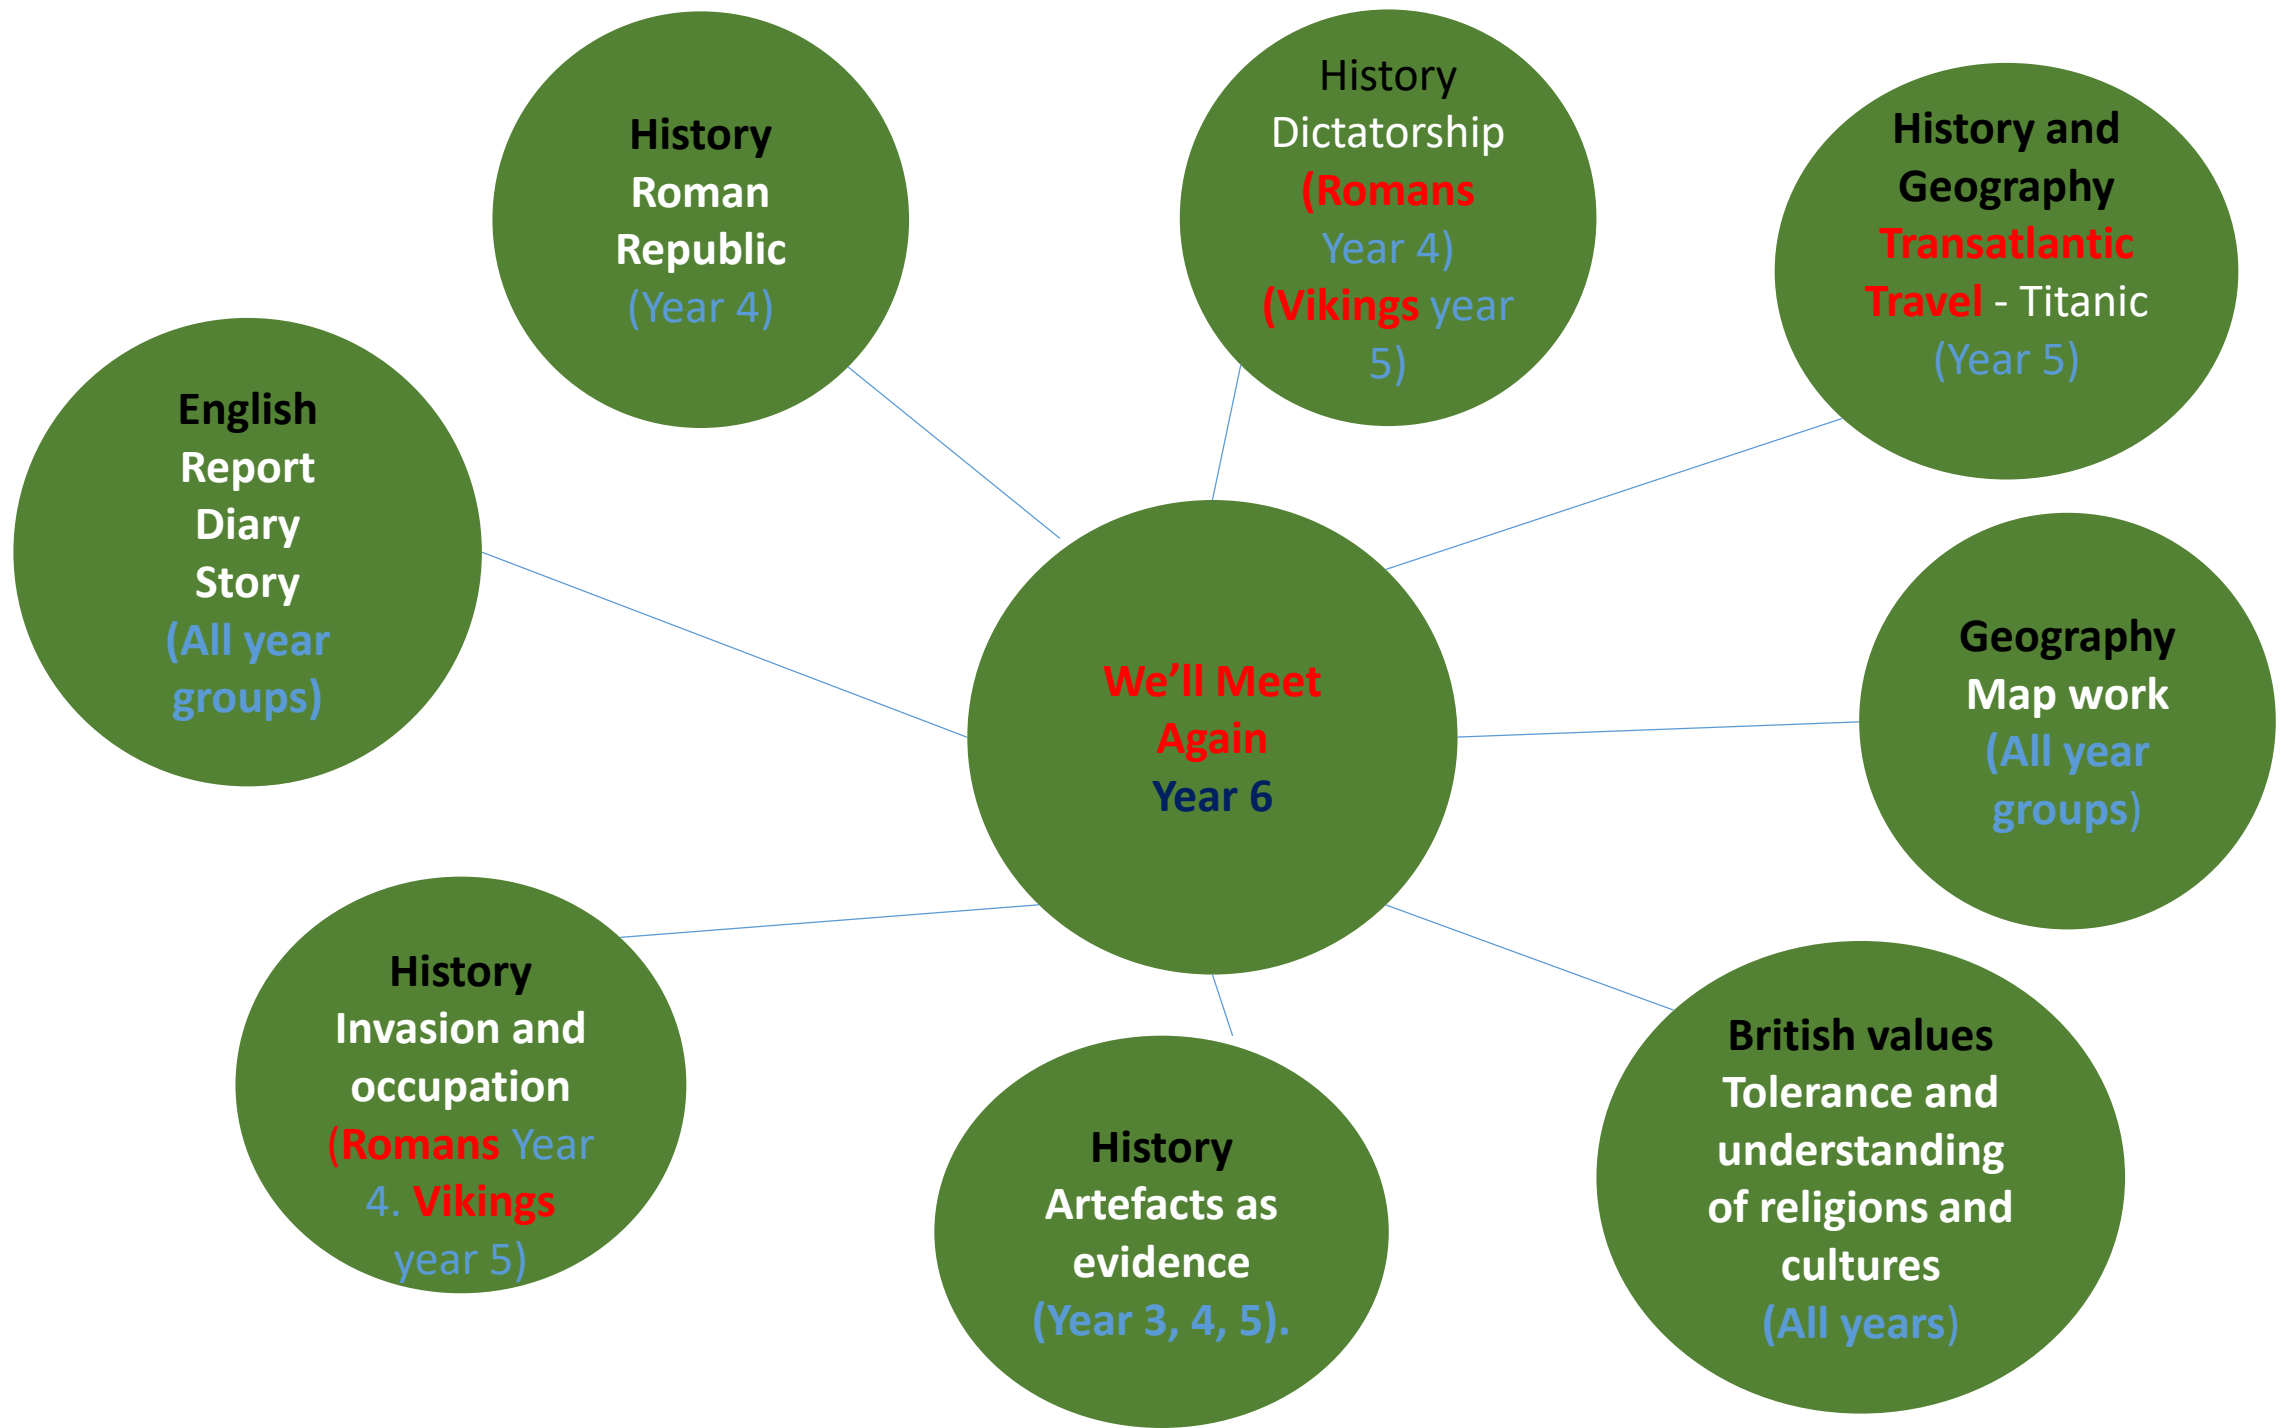 History
Roman
Republic
(Year 4)
History
Dictatorship
(Romans
Year 4)
(Vikings year
5)
History and
Geography
Transatlantic
Travel - Titanic
(Year 5)
English
Report
Diary
Story
(All year
groups)
We’ll Meet
Again
Year 6
Geography
Map work
(All year
groups)
History
Invasion and
occupation
(Romans Year
4. Vikings
year 5)
History
Artefacts as
evidence
(Year 3, 4, 5).
British values
Tolerance and
understanding
of religions and
cultures
(All years)